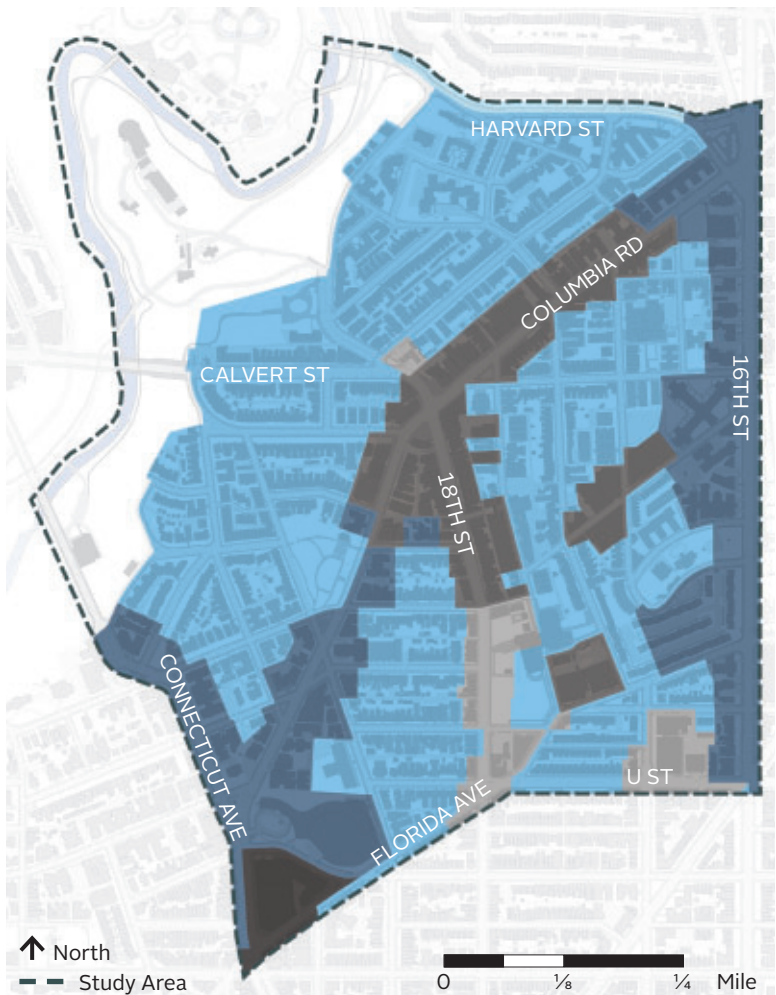 HARVARD ST
COLUMBIA RD
CALVERT ST
16TH ST
18TH ST
CONNECTICUT AVE
U ST
FLORIDA AVE
North
Study Area
0 ⅛ ¼ Mile